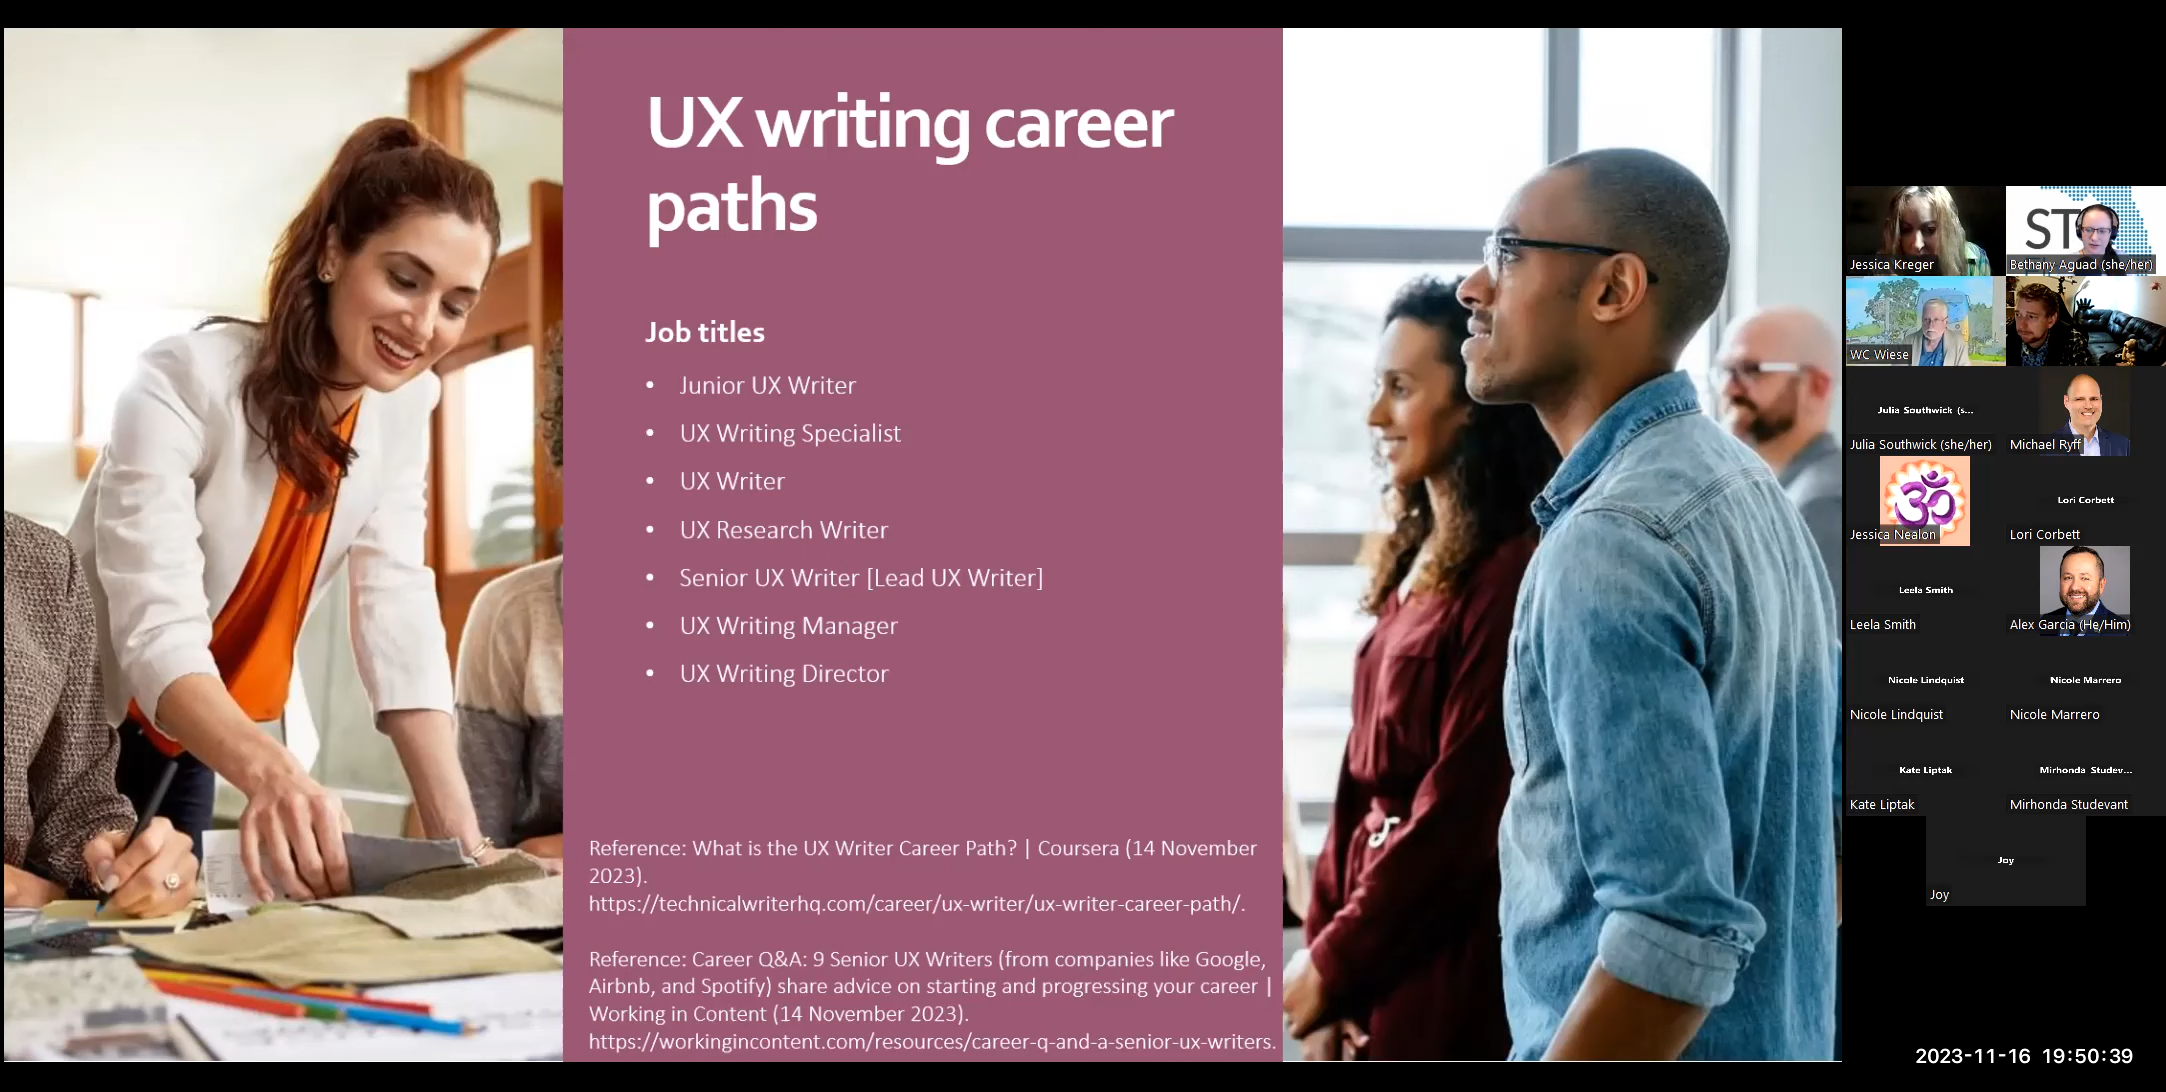 UX writing career
paths
Job titles
• Junior UX Writer
• UX Writing Specialist
• UX Writer
• UX Research Writer
• Senior UX Writer [Lead UX Writer]
• UX Writing Manager
• UX Writing Director
Reference: What is the UX Writer Career Path? | Coursera (14 November
2023).
https://technicalwriterhq.com/career/ux-writer/ux-writer-career-path/.
Reference: Career Q&A: 9 Senior UX Writers (from companies like Google,
Airbnb, and Spotify) share advice on starting and progressing your career |
Working in Content (14 November 2023).
https://workingincontent.com/resources/career-q-and-a-senior-ux-writers.
Jessica Kreger
ST
Bethany Aguad (she/her)
WC Wiese
Julia Southwick (s...
Julia Southwick (she/her)
Michael Ryff
ॐ
Jessica Nealon
Lori Corbett
Lori Corbett
Leela Smith
Leela Smith
Alex Garcia (He/Him)
Nicole Lindquist
Nicole Lindquist
Nicole Marrero
Nicole Marrero
Kate Liptak
Kate Liptak
Mirhonda Studev...
Mirhonda Studevant
Joy
Joy
2023-11-16 19:50:39